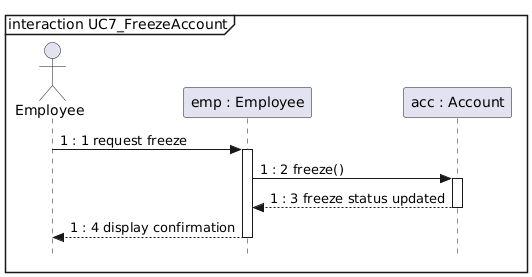 interaction UC7_FreezeAccount
Employee
emp : Employee
acc : Account
1 : 1 request freeze
1 : 2 freeze()
1 : 3 freeze status updated
1 : 4 display confirmation